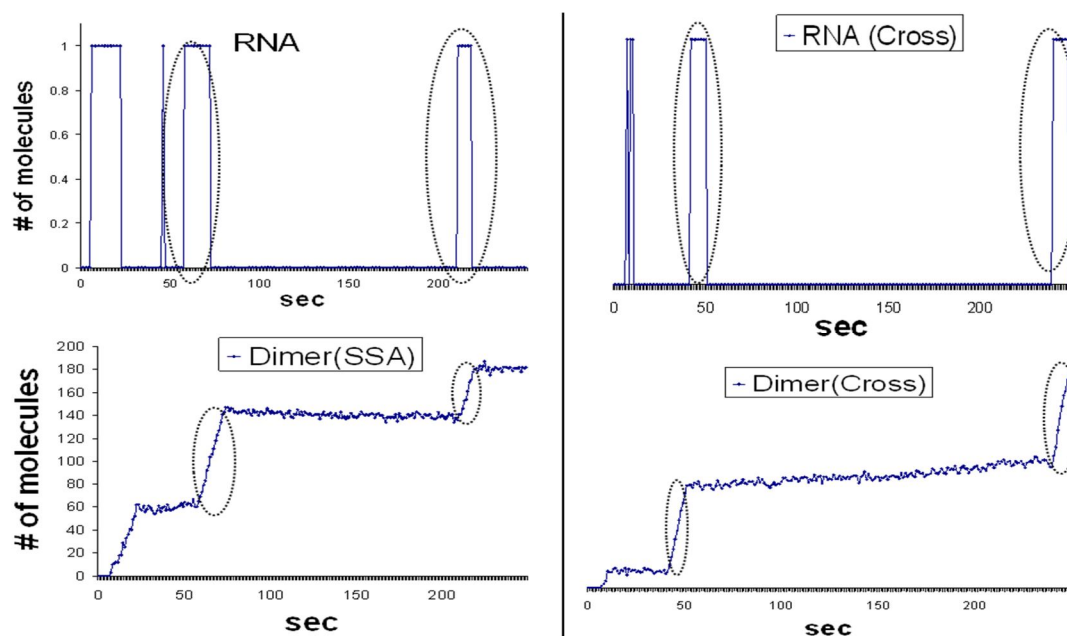 RNA
# of molecules
1
0.8
0.6
0.4
0.2
0
0 50 100 150 200
sec
RNA (Cross)
0 50 100 150 200
sec
Dimer(SSA)
# of molecules
200
180
160
140
120
100
80
60
40
20
0
0 50 100 150 200
sec
Dimer(Cross)
0 50 100 150 200
sec